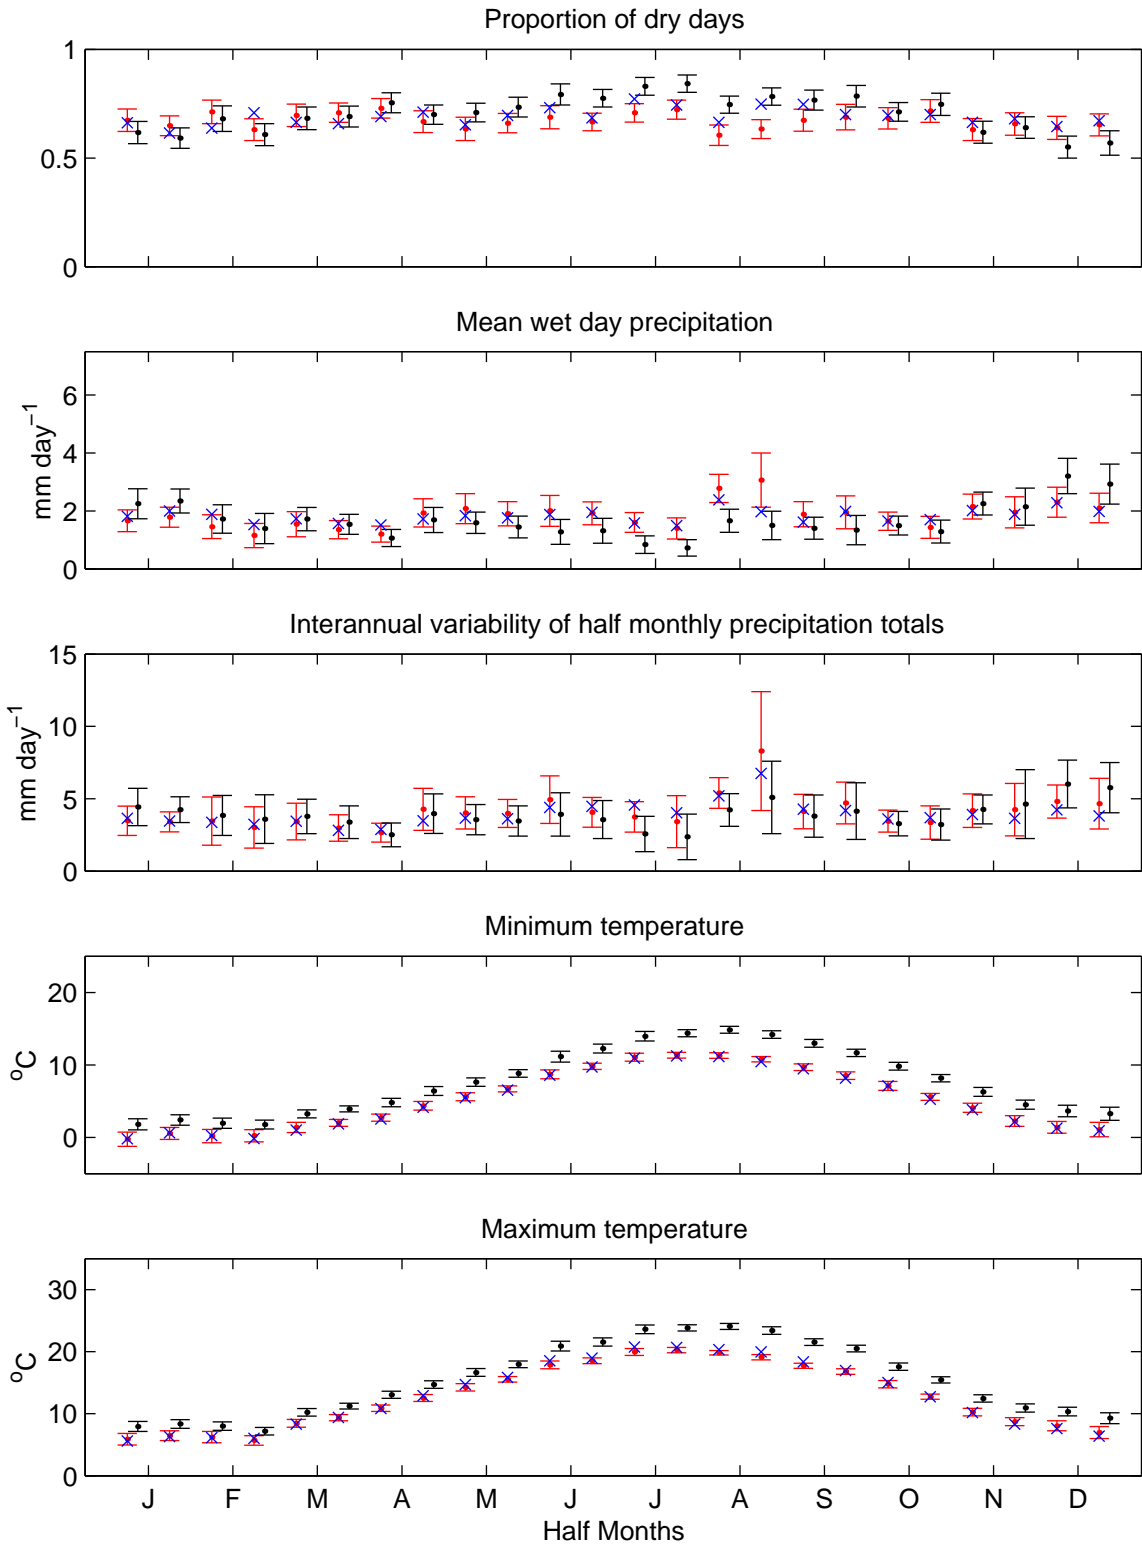 Proportion of dry days
1
0.5
0
Mean wet day precipitation
6
4
2
0
mm day⁻¹
Interannual variability of half monthly precipitation totals
15
10
5
0
mm day⁻¹
Minimum temperature
20
10
0
ºC
Maximum temperature
30
20
10
0
ºC
J F M A M J J A S O N D
Half Months